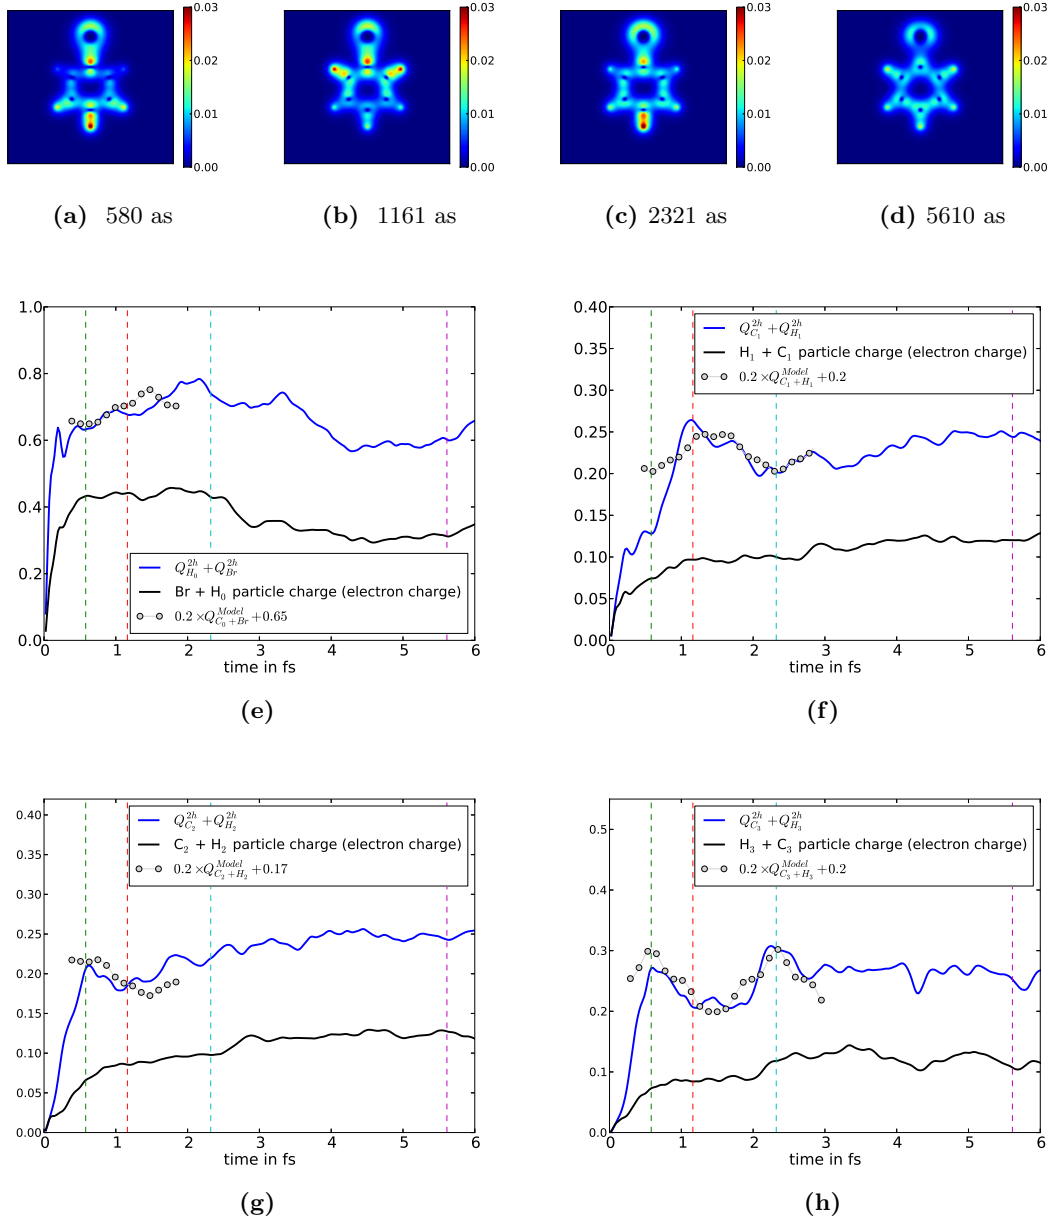 0.03 0.03 0.03 0.03
0.02 0.02 0.02 0.02
0.01 0.01 0.01 0.01
0.00 0.00 0.00 0.00
(a) 580 as (b) 1161 as (c) 2321 as (d) 5610 as
1.0
0.8
0.6
0.4
0.2
0.0
Q^{2h}_{H_0}+Q^{2h}_{Br}
Br + H_0 particle charge (electron charge)
0.2×Q^{Model}_{C_0+Br}+0.65
0 1 2 3 4 5 6
time in fs
(e)
0.40
0.35
0.30
0.25
0.20
0.15
0.10
0.05
0.00
Q^{2h}_{C_1}+Q^{2h}_{H_1}
H_1 + C_1 particle charge (electron charge)
0.2×Q^{Model}_{C_1+H_1}+0.2
0 1 2 3 4 5 6
time in fs
(f)
0.40
0.35
0.30
0.25
0.20
0.15
0.10
0.05
0.00
Q^{2h}_{C_2}+Q^{2h}_{H_2}
C_2 + H_2 particle charge (electron charge)
0.2×Q^{Model}_{C_2+H_2}+0.17
0 1 2 3 4 5 6
time in fs
(g)
0.5
0.4
0.3
0.2
0.1
0.0
Q^{2h}_{C_3}+Q^{2h}_{H_3}
H_3 + C_3 particle charge (electron charge)
0.2×Q^{Model}_{C_3+H_3}+0.2
0 1 2 3 4 5 6
time in fs
(h)